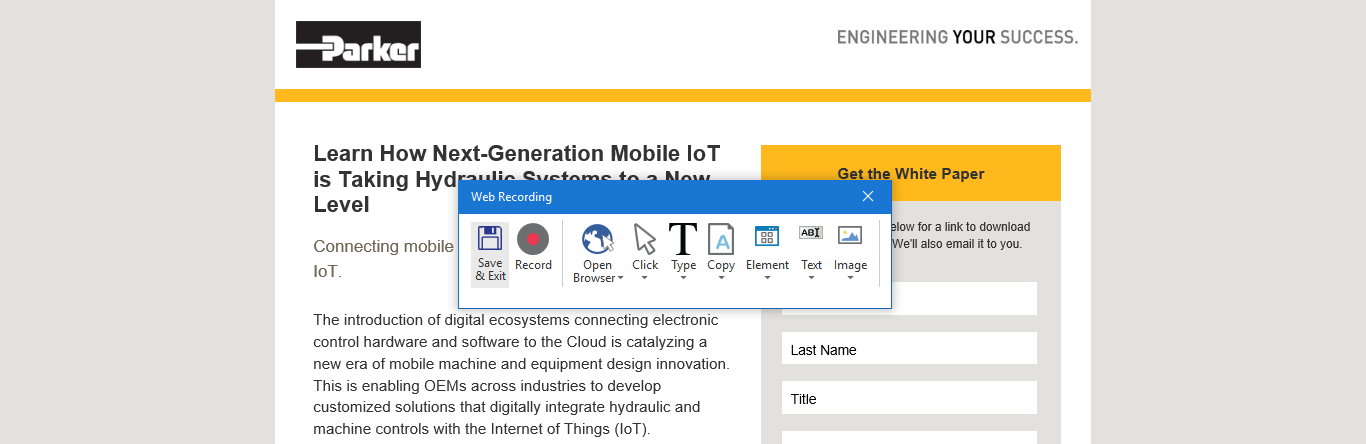 Parker
ENGINEERING YOUR SUCCESS.
Learn How Next-Generation Mobile IoT
is Taking Hydraulic Systems to a New
Level
Connecting mobile
IoT.
The introduction of digital ecosystems connecting electronic
control hardware and software to the Cloud is catalyzing a
new era of mobile machine and equipment design innovation.
This is enabling OEMs across industries to develop
customized solutions that digitally integrate hydraulic and
machine controls with the Internet of Things (IoT).
Web Recording
Save
& Exit
Record
Open
Browser
Click
T
Type
A
Copy
Element
AB
Text
Image
Get the White Paper
for a link to download
We'll also email it to you.
Last Name
Title